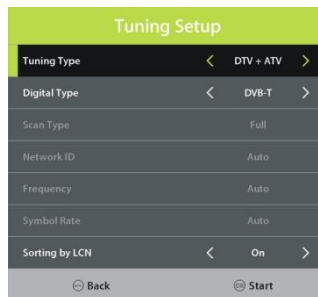 Tuning Setup
Tuning Type < DTV + ATV >
Digital Type < DVB-T >
Scan Type Full
Network ID Auto
Frequency Auto
Symbol Rate Auto
Sorting by LCN < On >
Back OK Start